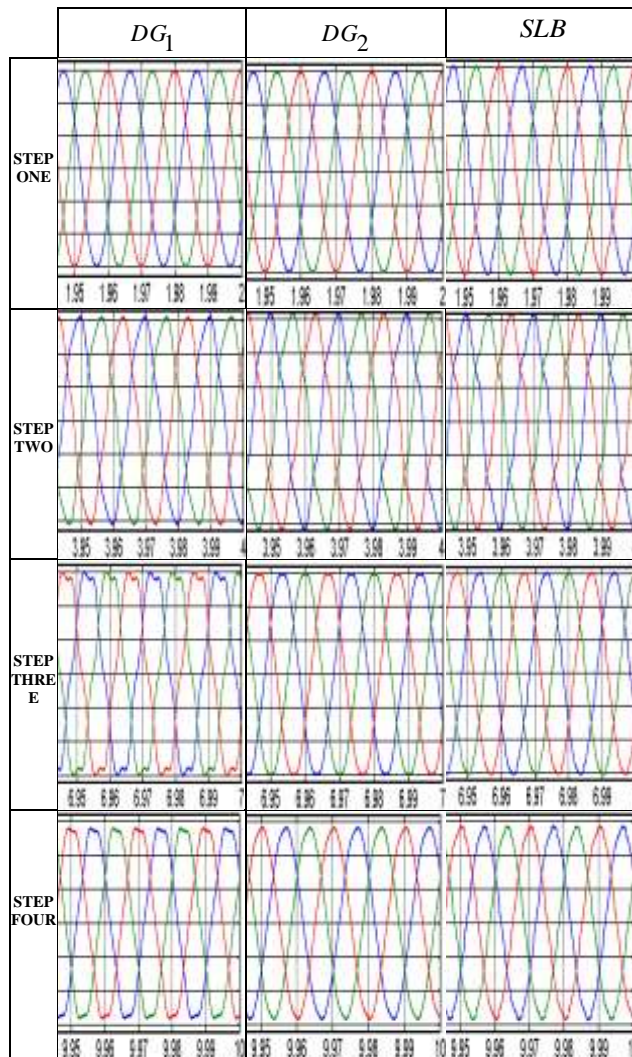 DG1 DG2 SLB
STEP
ONE
1.95 1.96 1.97 1.98 1.99 2 1.95 1.96 1.97 1.98 1.99 2 1.95 1.96 1.97 1.98 1.99
STEP
TWO
3.95 3.96 3.97 3.98 3.99 4 3.95 3.96 3.97 3.98 3.99 4 3.95 3.96 3.97 3.98 3.99
STEP
THRE
E
6.95 6.96 6.97 6.98 6.99 7 6.95 6.96 6.97 6.98 6.99 7 6.95 6.96 6.97 6.98 6.99
STEP
FOUR
9.95 9.96 9.97 9.98 9.99 10 9.95 9.96 9.97 9.98 9.99 10 9.95 9.96 9.97 9.98 9.99 1